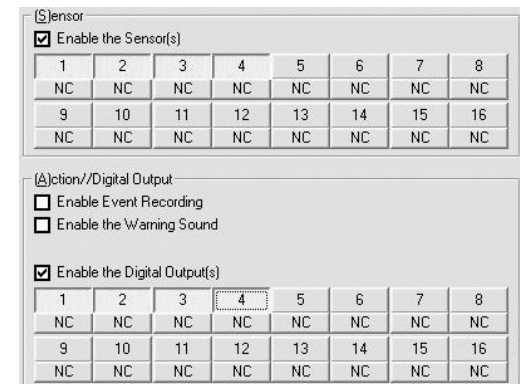 (S)ensor
Enable the Sensor(s)
1 2 3 4 5 6 7 8
NC NC NC NC NC NC NC NC
9 10 11 12 13 14 15 16
NC NC NC NC NC NC NC NC
(A)ction//Digital Output
Enable Event Recording
Enable the Warning Sound
Enable the Digital Output(s)
1 2 3 4 5 6 7 8
NC NC NC NC NC NC NC NC
9 10 11 12 13 14 15 16
NC NC NC NC NC NC NC NC